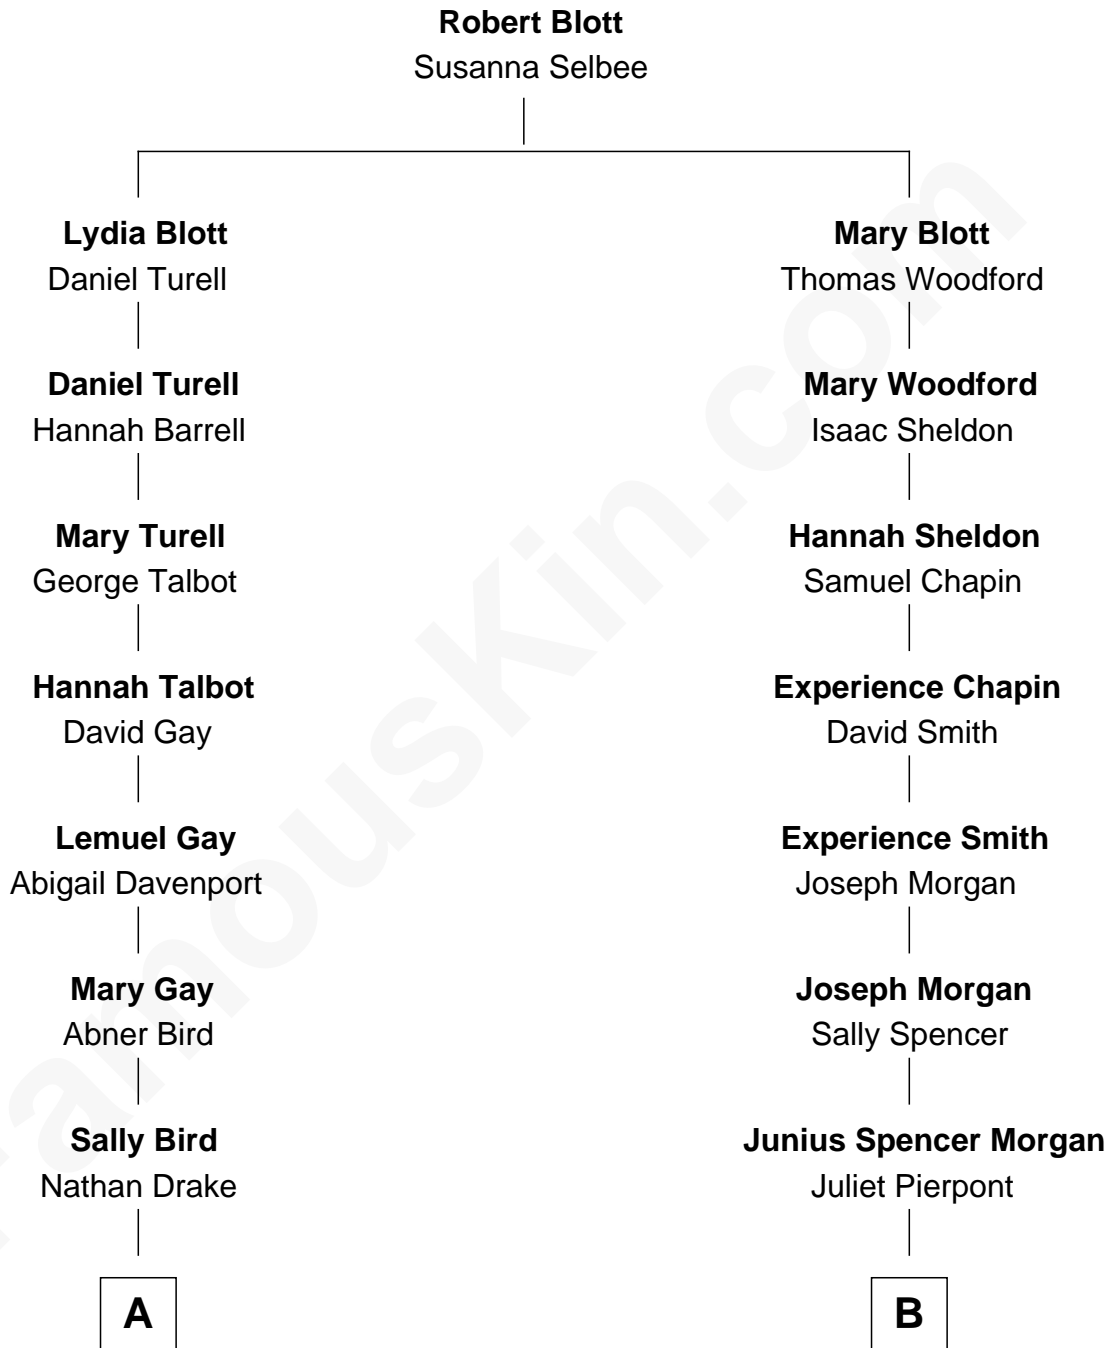 Robert Blott
Susanna Selbee
Lydia Blott
Daniel Turell
Mary Blott
Thomas Woodford
Daniel Turell
Hannah Barrell
Mary Woodford
Isaac Sheldon
Mary Turell
George Talbot
Hannah Sheldon
Samuel Chapin
Hannah Talbot
David Gay
Experience Chapin
David Smith
Lemuel Gay
Abigail Davenport
Experience Smith
Joseph Morgan
Mary Gay
Abner Bird
Joseph Morgan
Sally Spencer
Sally Bird
Nathan Drake
Junius Spencer Morgan
Juliet Pierpont
A
B
FamousKin.com